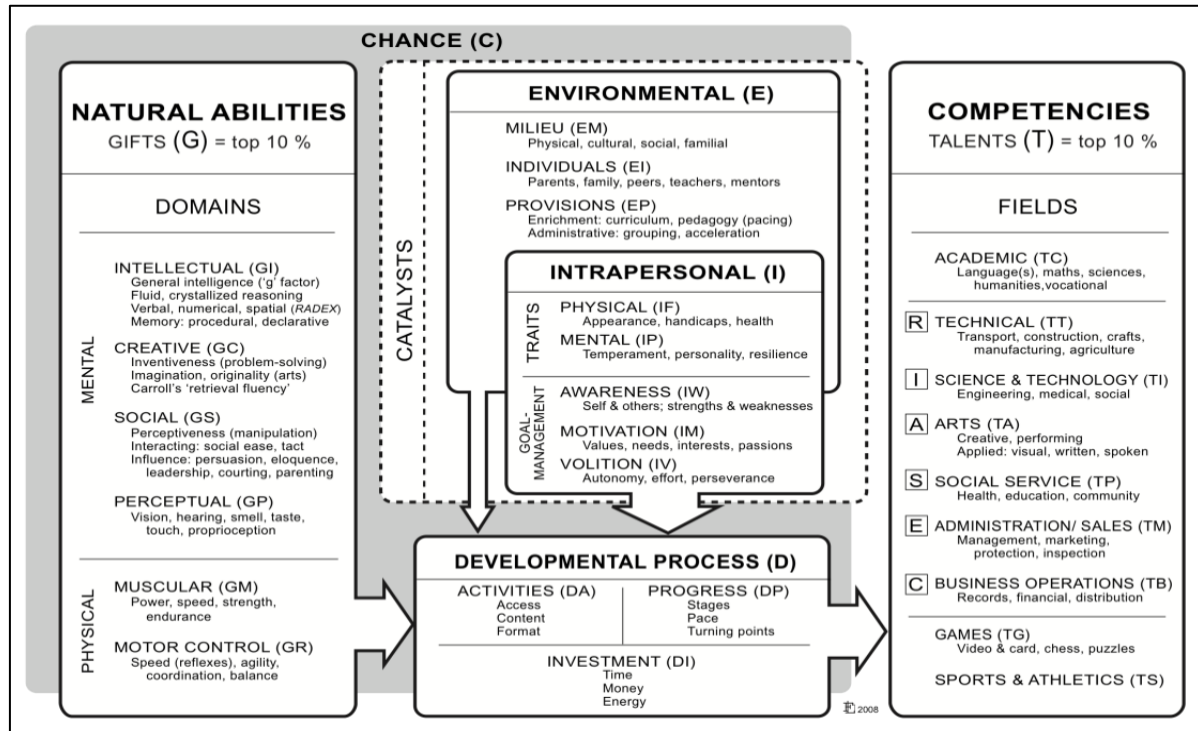 CHANCE (C)
NATURAL ABILITIES
GIFTS (G) = top 10 %
DOMAINS
MENTAL
INTELLECTUAL (GI)
General intelligence (‘g’ factor)
Fluid, crystallized reasoning
Verbal, numerical, spatial (RADEX)
Memory: procedural, declarative
CREATIVE (GC)
Inventiveness (problem-solving)
Imagination, originality (arts)
Carroll’s ‘retrieval fluency’
SOCIAL (GS)
Perceptiveness (manipulation)
Interacting: social ease, tact
Influence: persuasion, eloquence,
leadership, courting, parenting
PERCEPTUAL (GP)
Vision, hearing, smell, taste,
touch, proprioception
PHYSICAL
MUSCULAR (GM)
Power, speed, strength,
endurance
MOTOR CONTROL (GR)
Speed (reflexes), agility,
coordination, balance
CATALYSTS
ENVIRONMENTAL (E)
MILIEU (EM)
Physical, cultural, social, familial
INDIVIDUALS (EI)
Parents, family, peers, teachers, mentors
PROVISIONS (EP)
Enrichment: curriculum, pedagogy (pacing)
Administrative: grouping, acceleration
INTRAPERSONAL (I)
TRAITS
PHYSICAL (IF)
Appearance, handicaps, health
MENTAL (IP)
Temperament, personality, resilience
GOAL-
MANAGEMENT
AWARENESS (IW)
Self & others; strengths & weaknesses
MOTIVATION (IM)
Values, needs, interests, passions
VOLITION (IV)
Autonomy, effort, perseverance
DEVELOPMENTAL PROCESS (D)
ACTIVITIES (DA)
Access
Content
Format
PROGRESS (DP)
Stages
Pace
Turning points
INVESTMENT (DI)
Time
Money
Energy
2008
COMPETENCIES
TALENTS (T) = top 10 %
FIELDS
ACADEMIC (TC)
Language(s), maths, sciences,
humanities,vocational
R TECHNICAL (TT)
Transport, construction, crafts,
manufacturing, agriculture
I SCIENCE & TECHNOLOGY (TI)
Engineering, medical, social
A ARTS (TA)
Creative, performing
Applied: visual, written, spoken
S SOCIAL SERVICE (TP)
Health, education, community
E ADMINISTRATION/ SALES (TM)
Management, marketing,
protection, inspection
C BUSINESS OPERATIONS (TB)
Records, financial, distribution
GAMES (TG)
Video & card, chess, puzzles
SPORTS & ATHLETICS (TS)